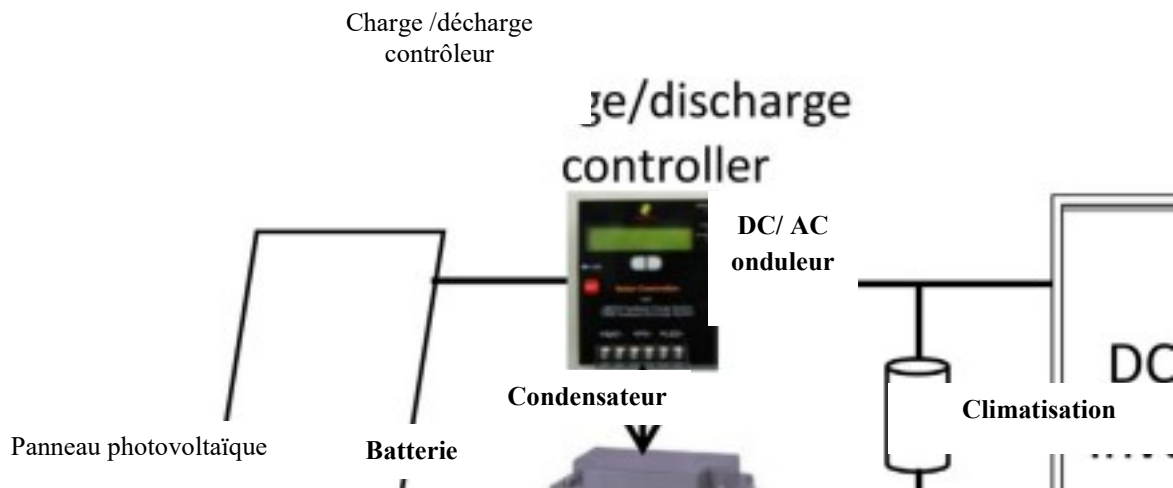 Charge /décharge
contrôleur
ge/discharge
controller
DC/ AC
onduleur
DC
Condensateur
Climatisation
Panneau photovoltaïque
Batterie